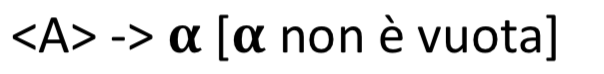 <A> -> α [α non è vuota]